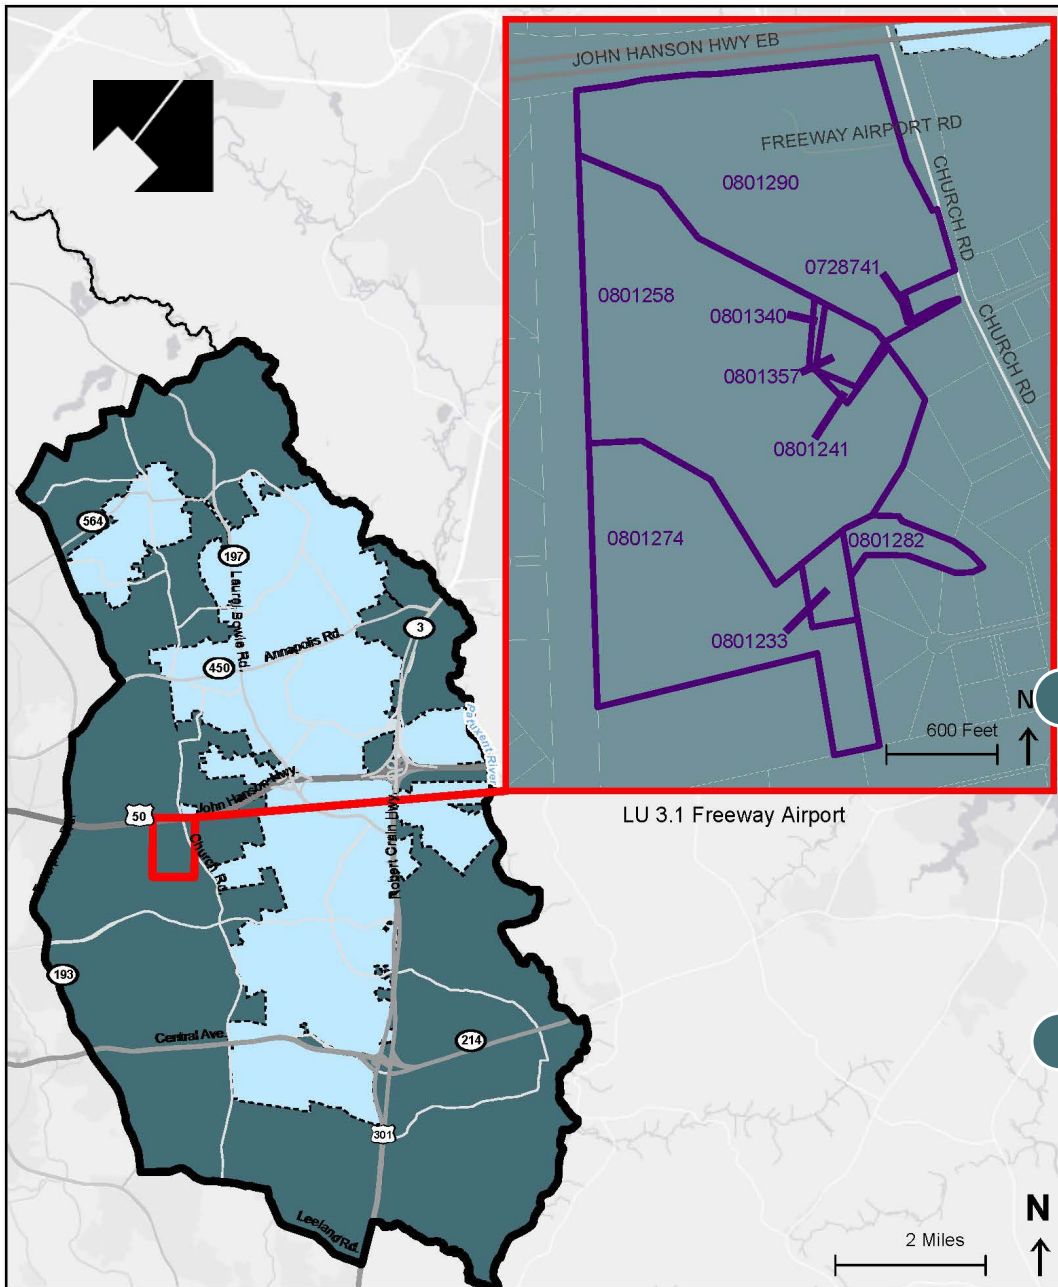 JOHN HANSON HWY EB
FREEWAY AIRPORT RD
CHURCH RD
0801290
0728741
0801258
0801340
CHURCH RD
0801357
0801241
0801274
0801282
0801233
N
600 Feet
LU 3.1 Freeway Airport
564
197
Laurel Bowie Rd.
3
Annapolis Rd.
450
Patuxent River
John Hanson Hwy.
50
Church Rd.
Robert Crain Hwy.
193
Central Ave.
214
301
Leeland Rd.
N
2 Miles